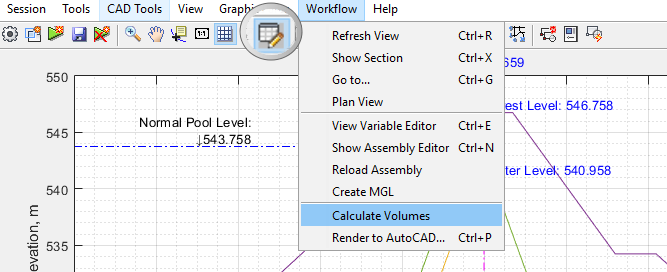 Session Tools CAD Tools View Graphi Workflow Help
1:1
Refresh View Ctrl+R
Show Section Ctrl+X
Go to... Ctrl+G
Plan View
View Variable Editor Ctrl+E
Show Assembly Editor Ctrl+N
Reload Assembly
Create MGL
Calculate Volumes
Render to AutoCAD... Ctrl+P
659
550
Normal Pool Level:
↓543.758
est Level: 546.758
545
ter Level: 540.958
540
535
evation, m